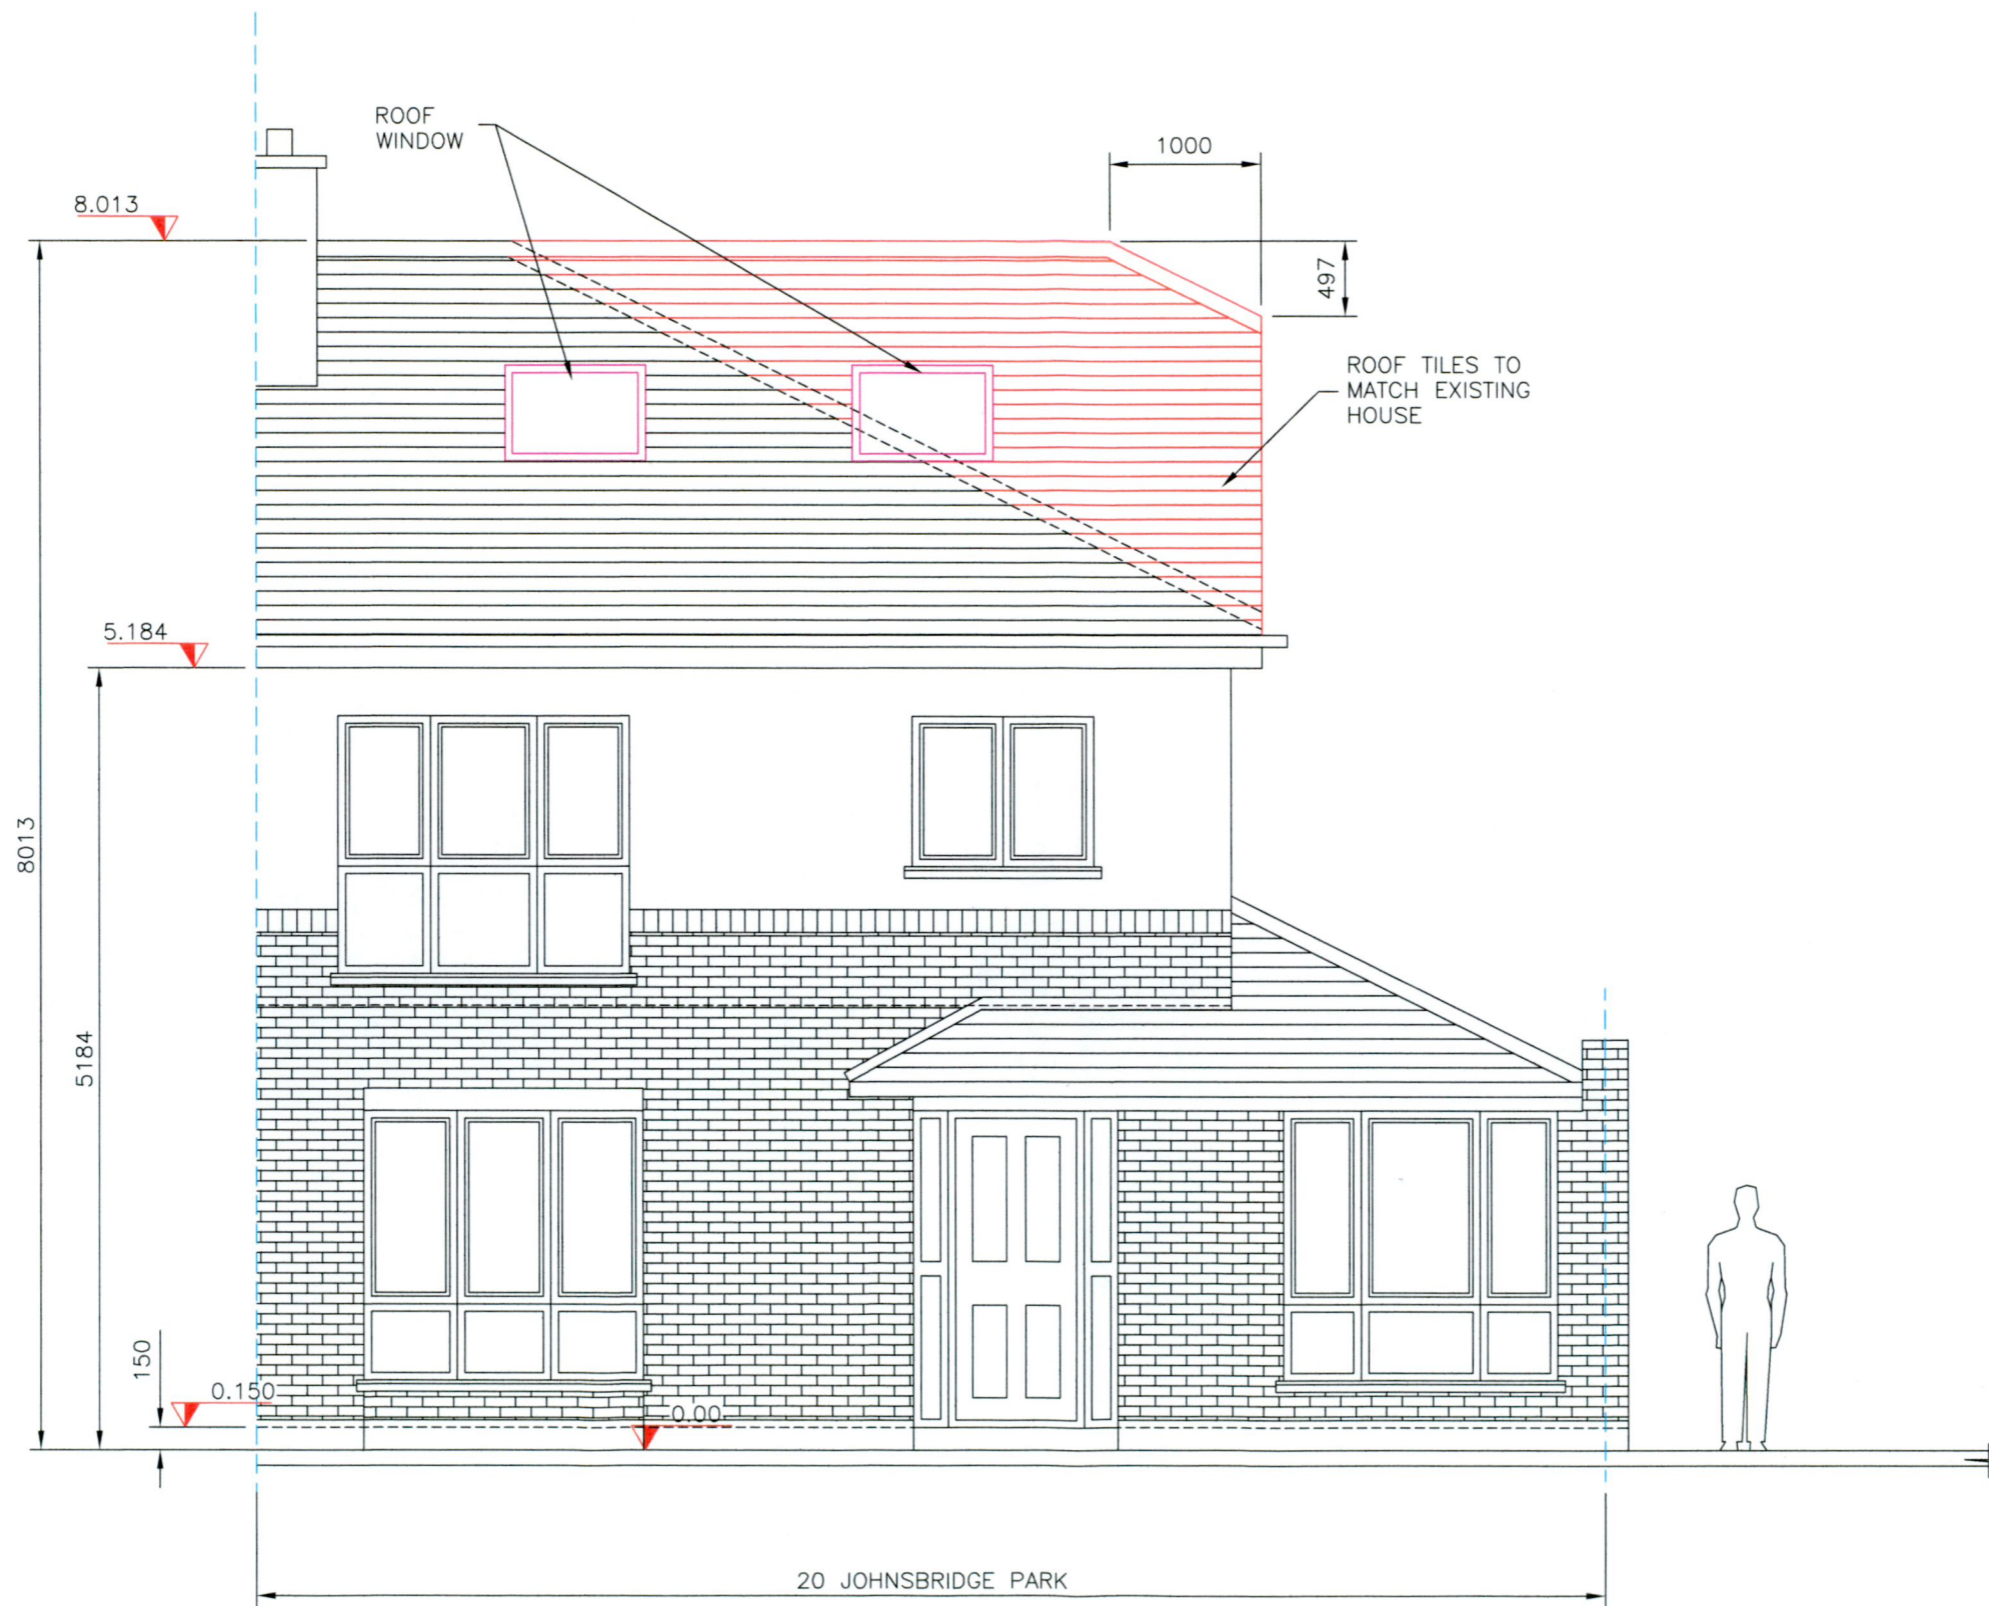 ROOF
WINDOW
1000
8.013
497
ROOF TILES TO
MATCH EXISTING
HOUSE
5.184
8013
5184
150
0.150
0.00
20 JOHNSBRIDGE PARK